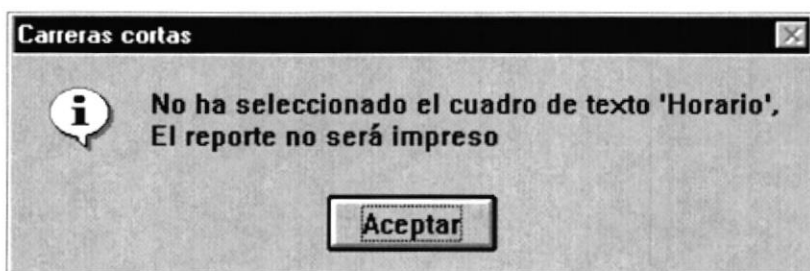 Carreras cortas
No ha seleccionado el cuadro de texto 'Horario',
El reporte no será impreso
Aceptar